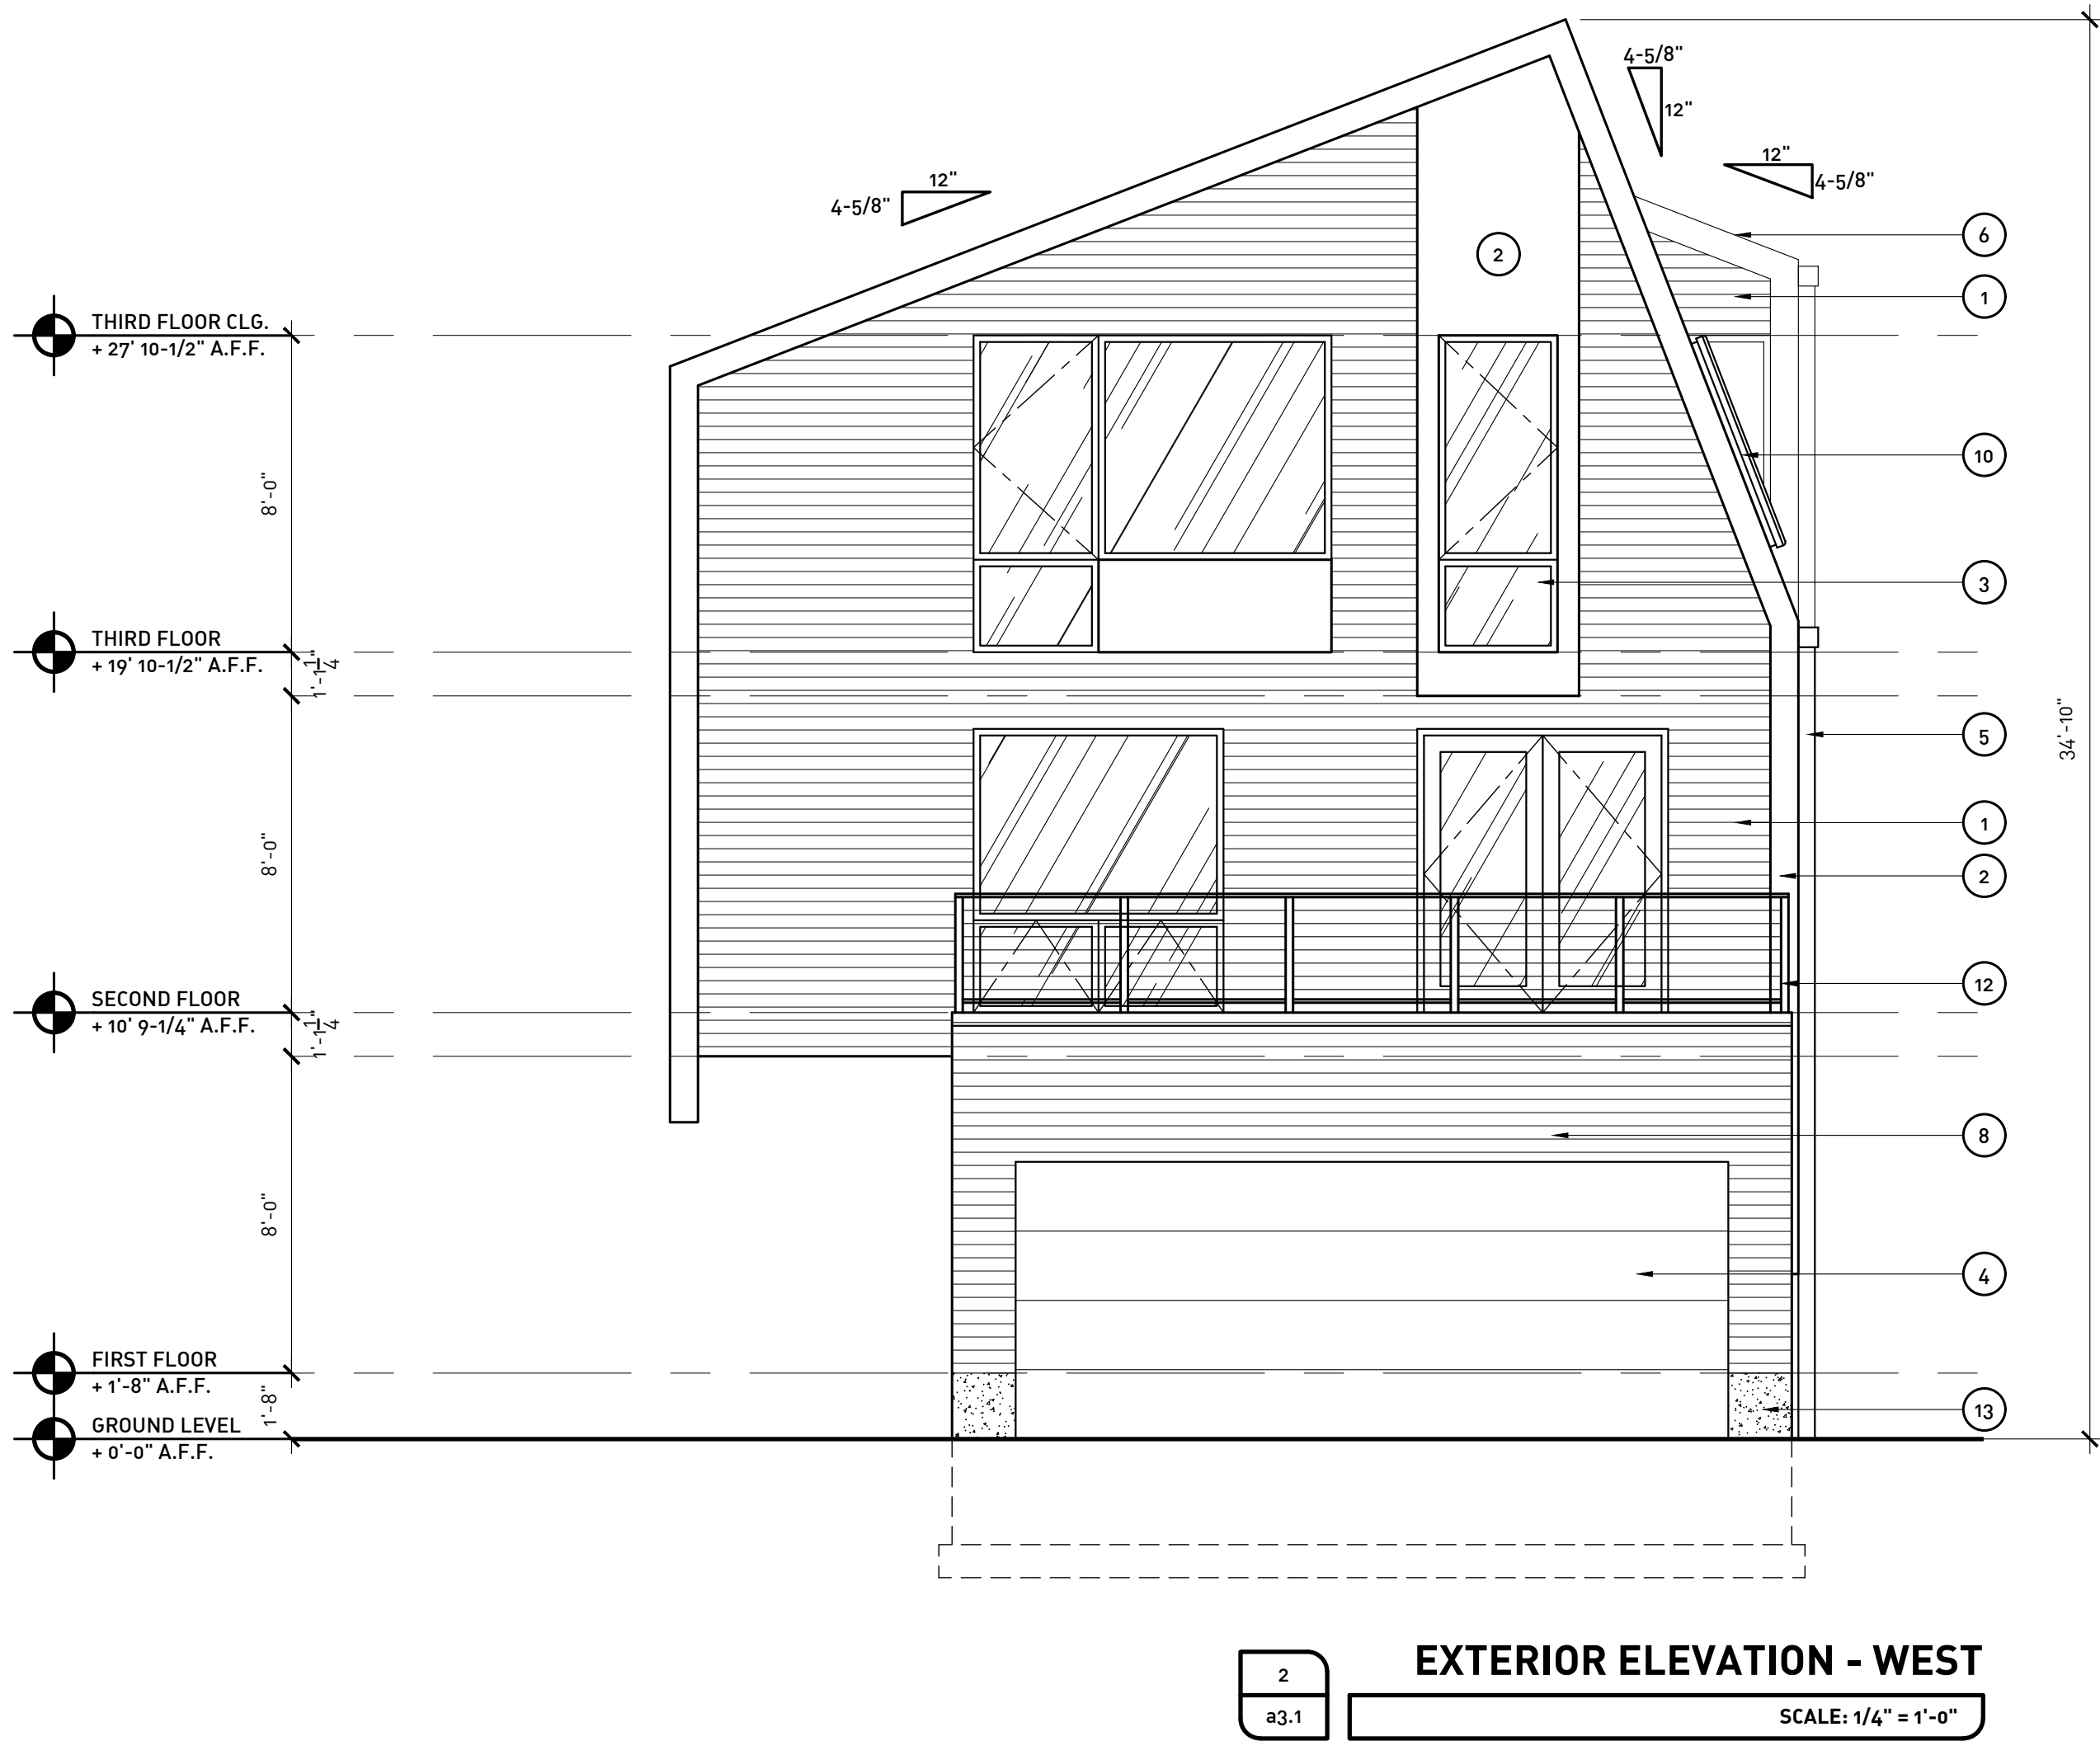 4-5/8"
12"
12"
4-5/8"
12"
4-5/8"
6
2
1
THIRD FLOOR CLG.
+ 27' 10-1/2" A.F.F.
10
8'-0"
3
THIRD FLOOR
+ 19' 10-1/2" A.F.F.
1'-1 1/4"
34'-10"
5
1
8'-0"
2
12
SECOND FLOOR
+ 10' 9-1/4" A.F.F.
1'-1 1/4"
8
8'-0"
4
FIRST FLOOR
+ 1'-8" A.F.F.
1'-8"
13
GROUND LEVEL
+ 0'-0" A.F.F.
2
a3.1
EXTERIOR ELEVATION - WEST
SCALE: 1/4" = 1'-0"